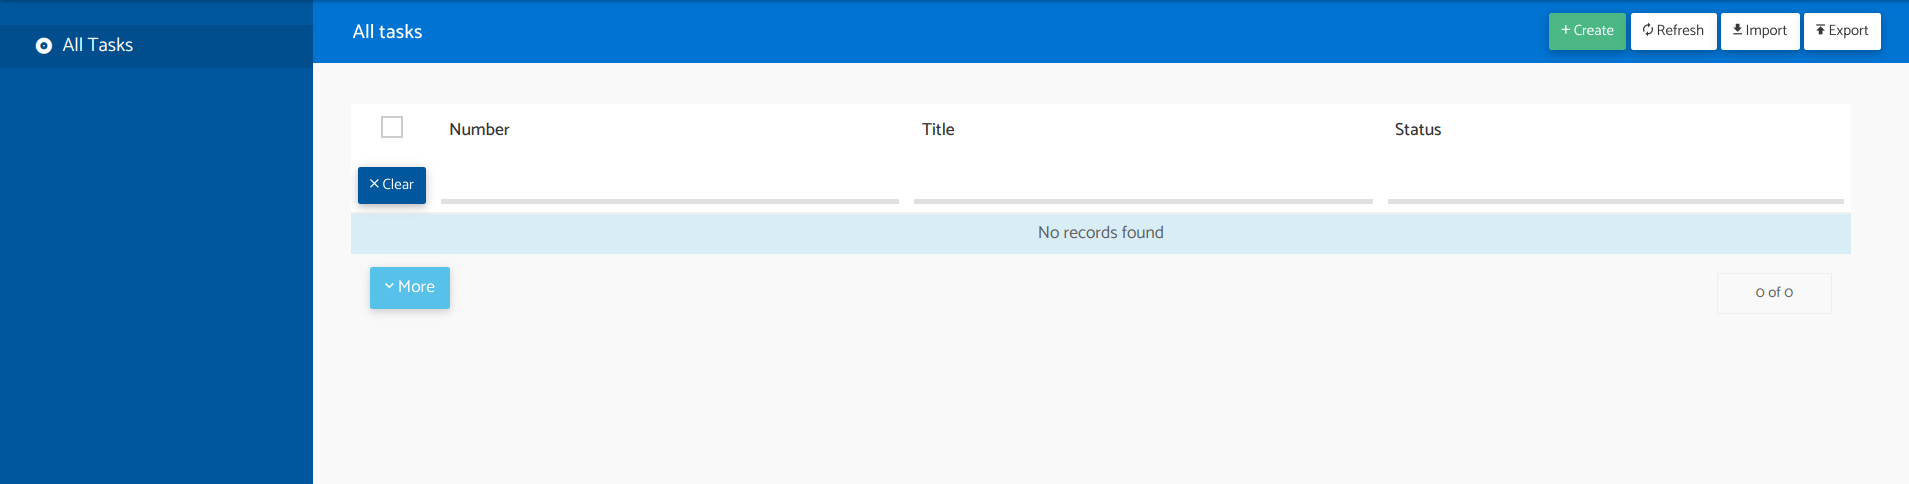 All Tasks
All tasks
Create
Refresh
Import
Export
Number
Title
Status
Clear
No records found
More
0 of 0